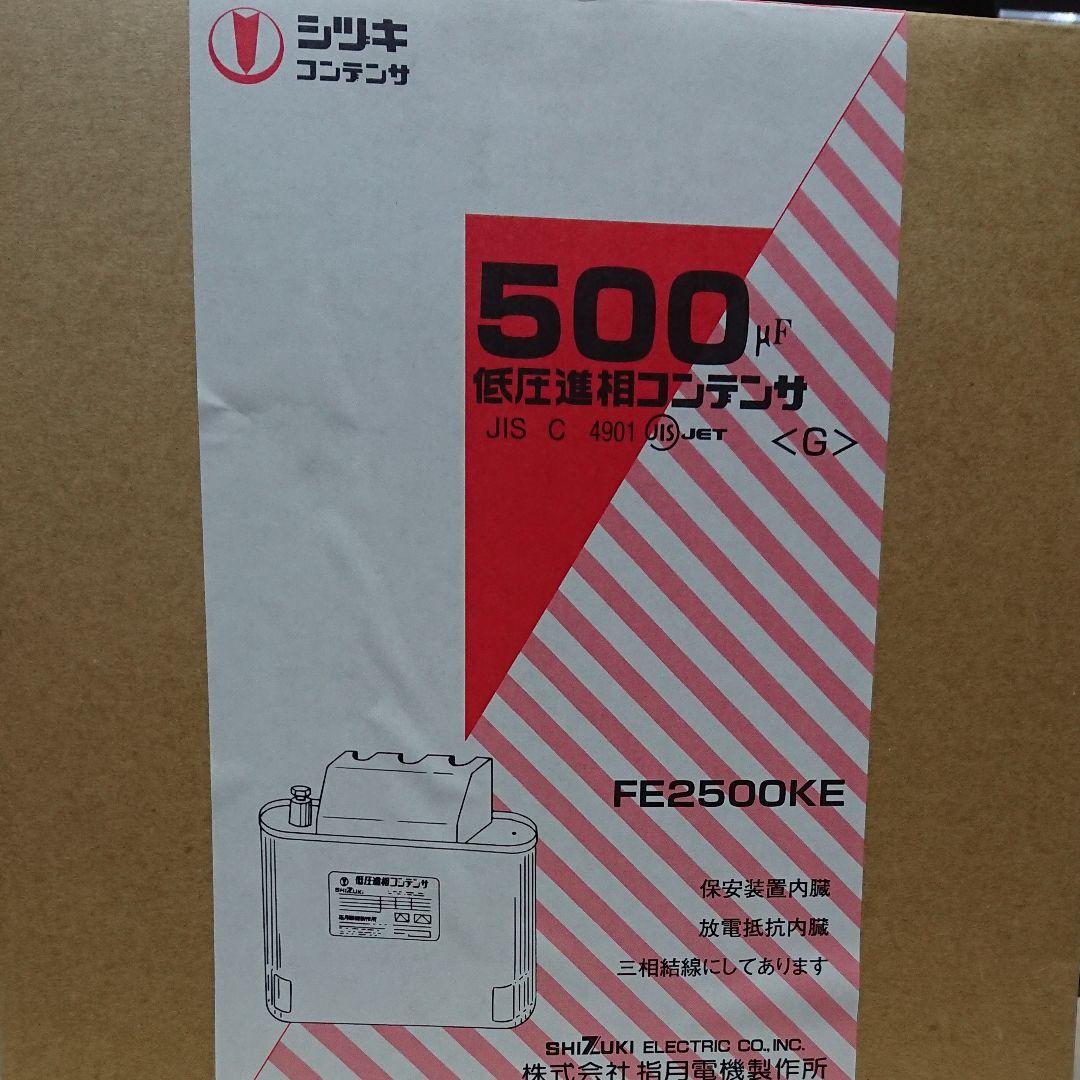 シヅキ
コンデンサ
500μF
低圧進相コンデンサ
JIS C 4901 JIS JET <G>
FE2500KE
低圧進相コンデンサ
SHIZUKI
保安装置内臓
放電抵抗内臓
三相結線にしてあります
SHIZUKI ELECTRIC CO.,INC.
株式会社 指月電機製作所